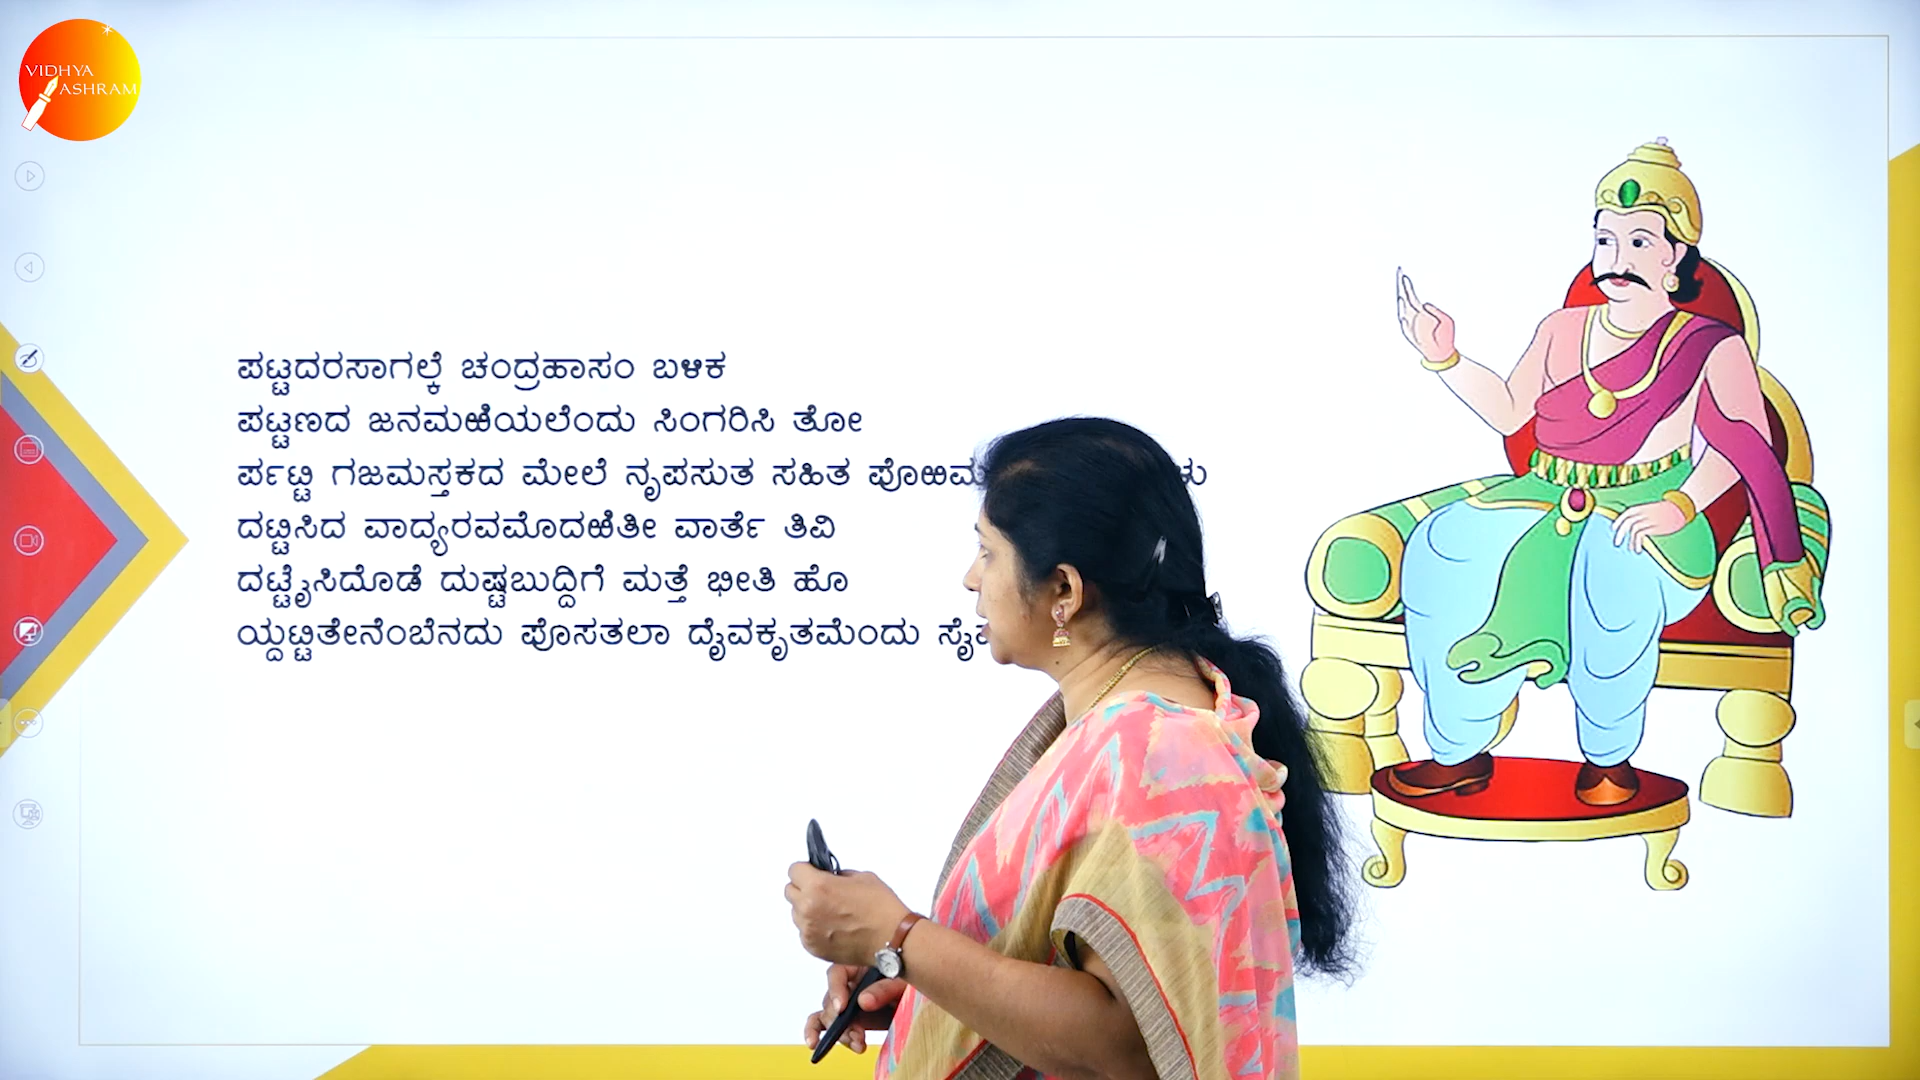 VIDHYA
ASHRAM
ಪಟ್ಟದರಸಾಗಲ್ಕೆ ಚಂದ್ರಹಾಸಂ ಬಳಿಕ
ಪಟ್ಟಣದ ಜನಮಱಿಯಲೆಂದು ಸಿಂಗರಿಸಿ ತೋ
ರ್ಪಟ್ಟಿ ಗಜಮಸ್ತಕದ ಮೇಲೆ ನೃಪಸುತ ಸಹಿತ
ದಟ್ಟಿಸಿದ ವಾದ್ಯರವಮೊದಱಿತೀ ವಾರ್ತೆ ತಿವಿ
ದಟ್ಟೈಸಿದೊಡೆ ದುಷ್ಟಬುದ್ದಿಗೆ ಮತ್ತೆ ಭೀತಿ ಹೊ
ಯ್ದಟ್ಟಿತೇನೆಂಬೆನದು ಪೊಸತಲಾ ದೈವಕೃತಮೆಂದು